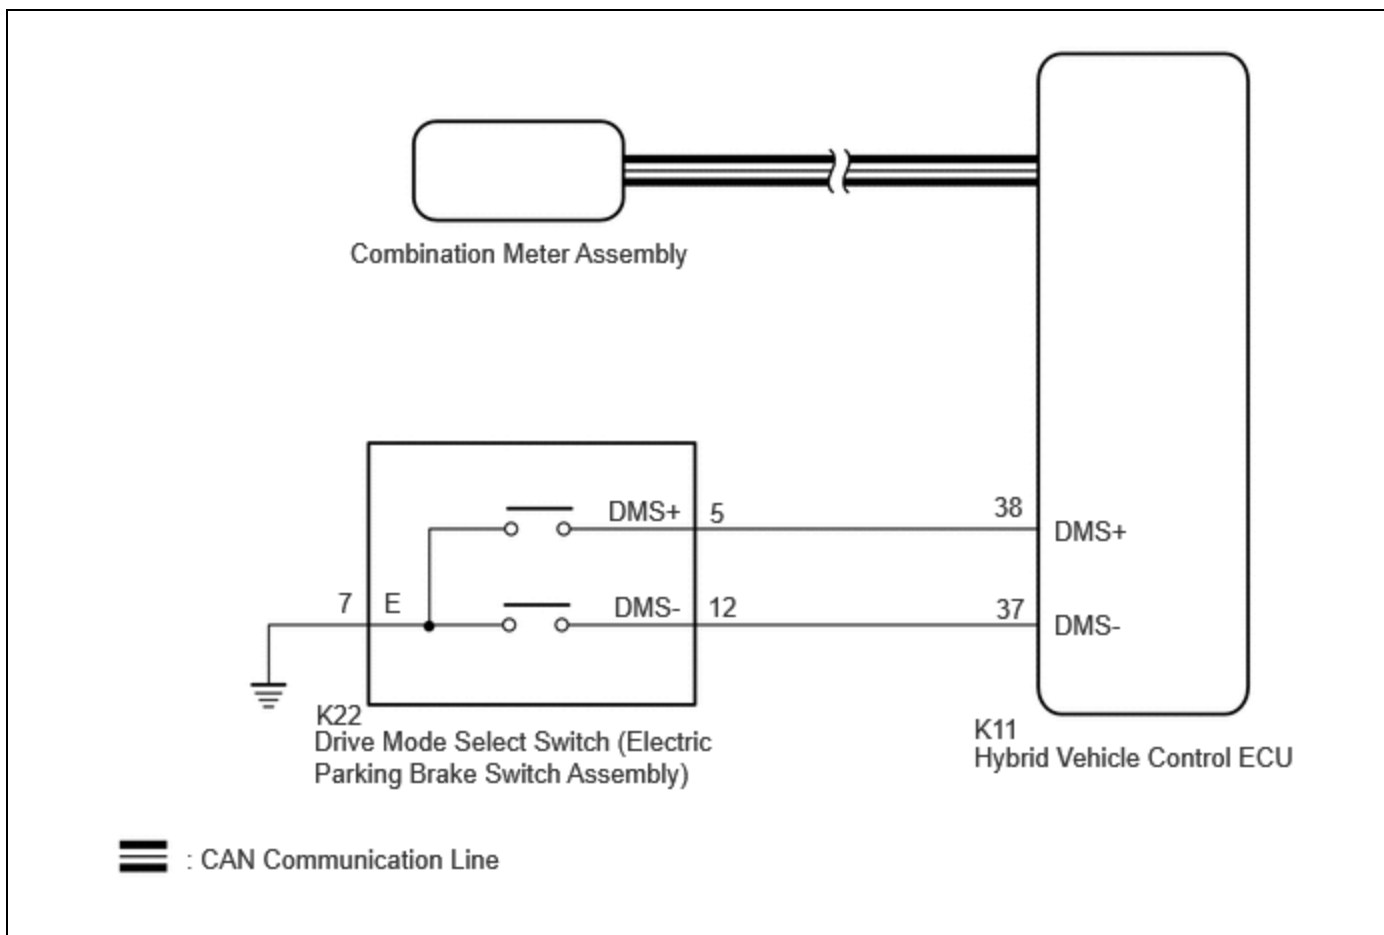 Combination Meter Assembly
DMS+ 5 38 DMS+
7 E DMS- 12 37 DMS-
K22
Drive Mode Select Switch (Electric
Parking Brake Switch Assembly)
K11
Hybrid Vehicle Control ECU
: CAN Communication Line